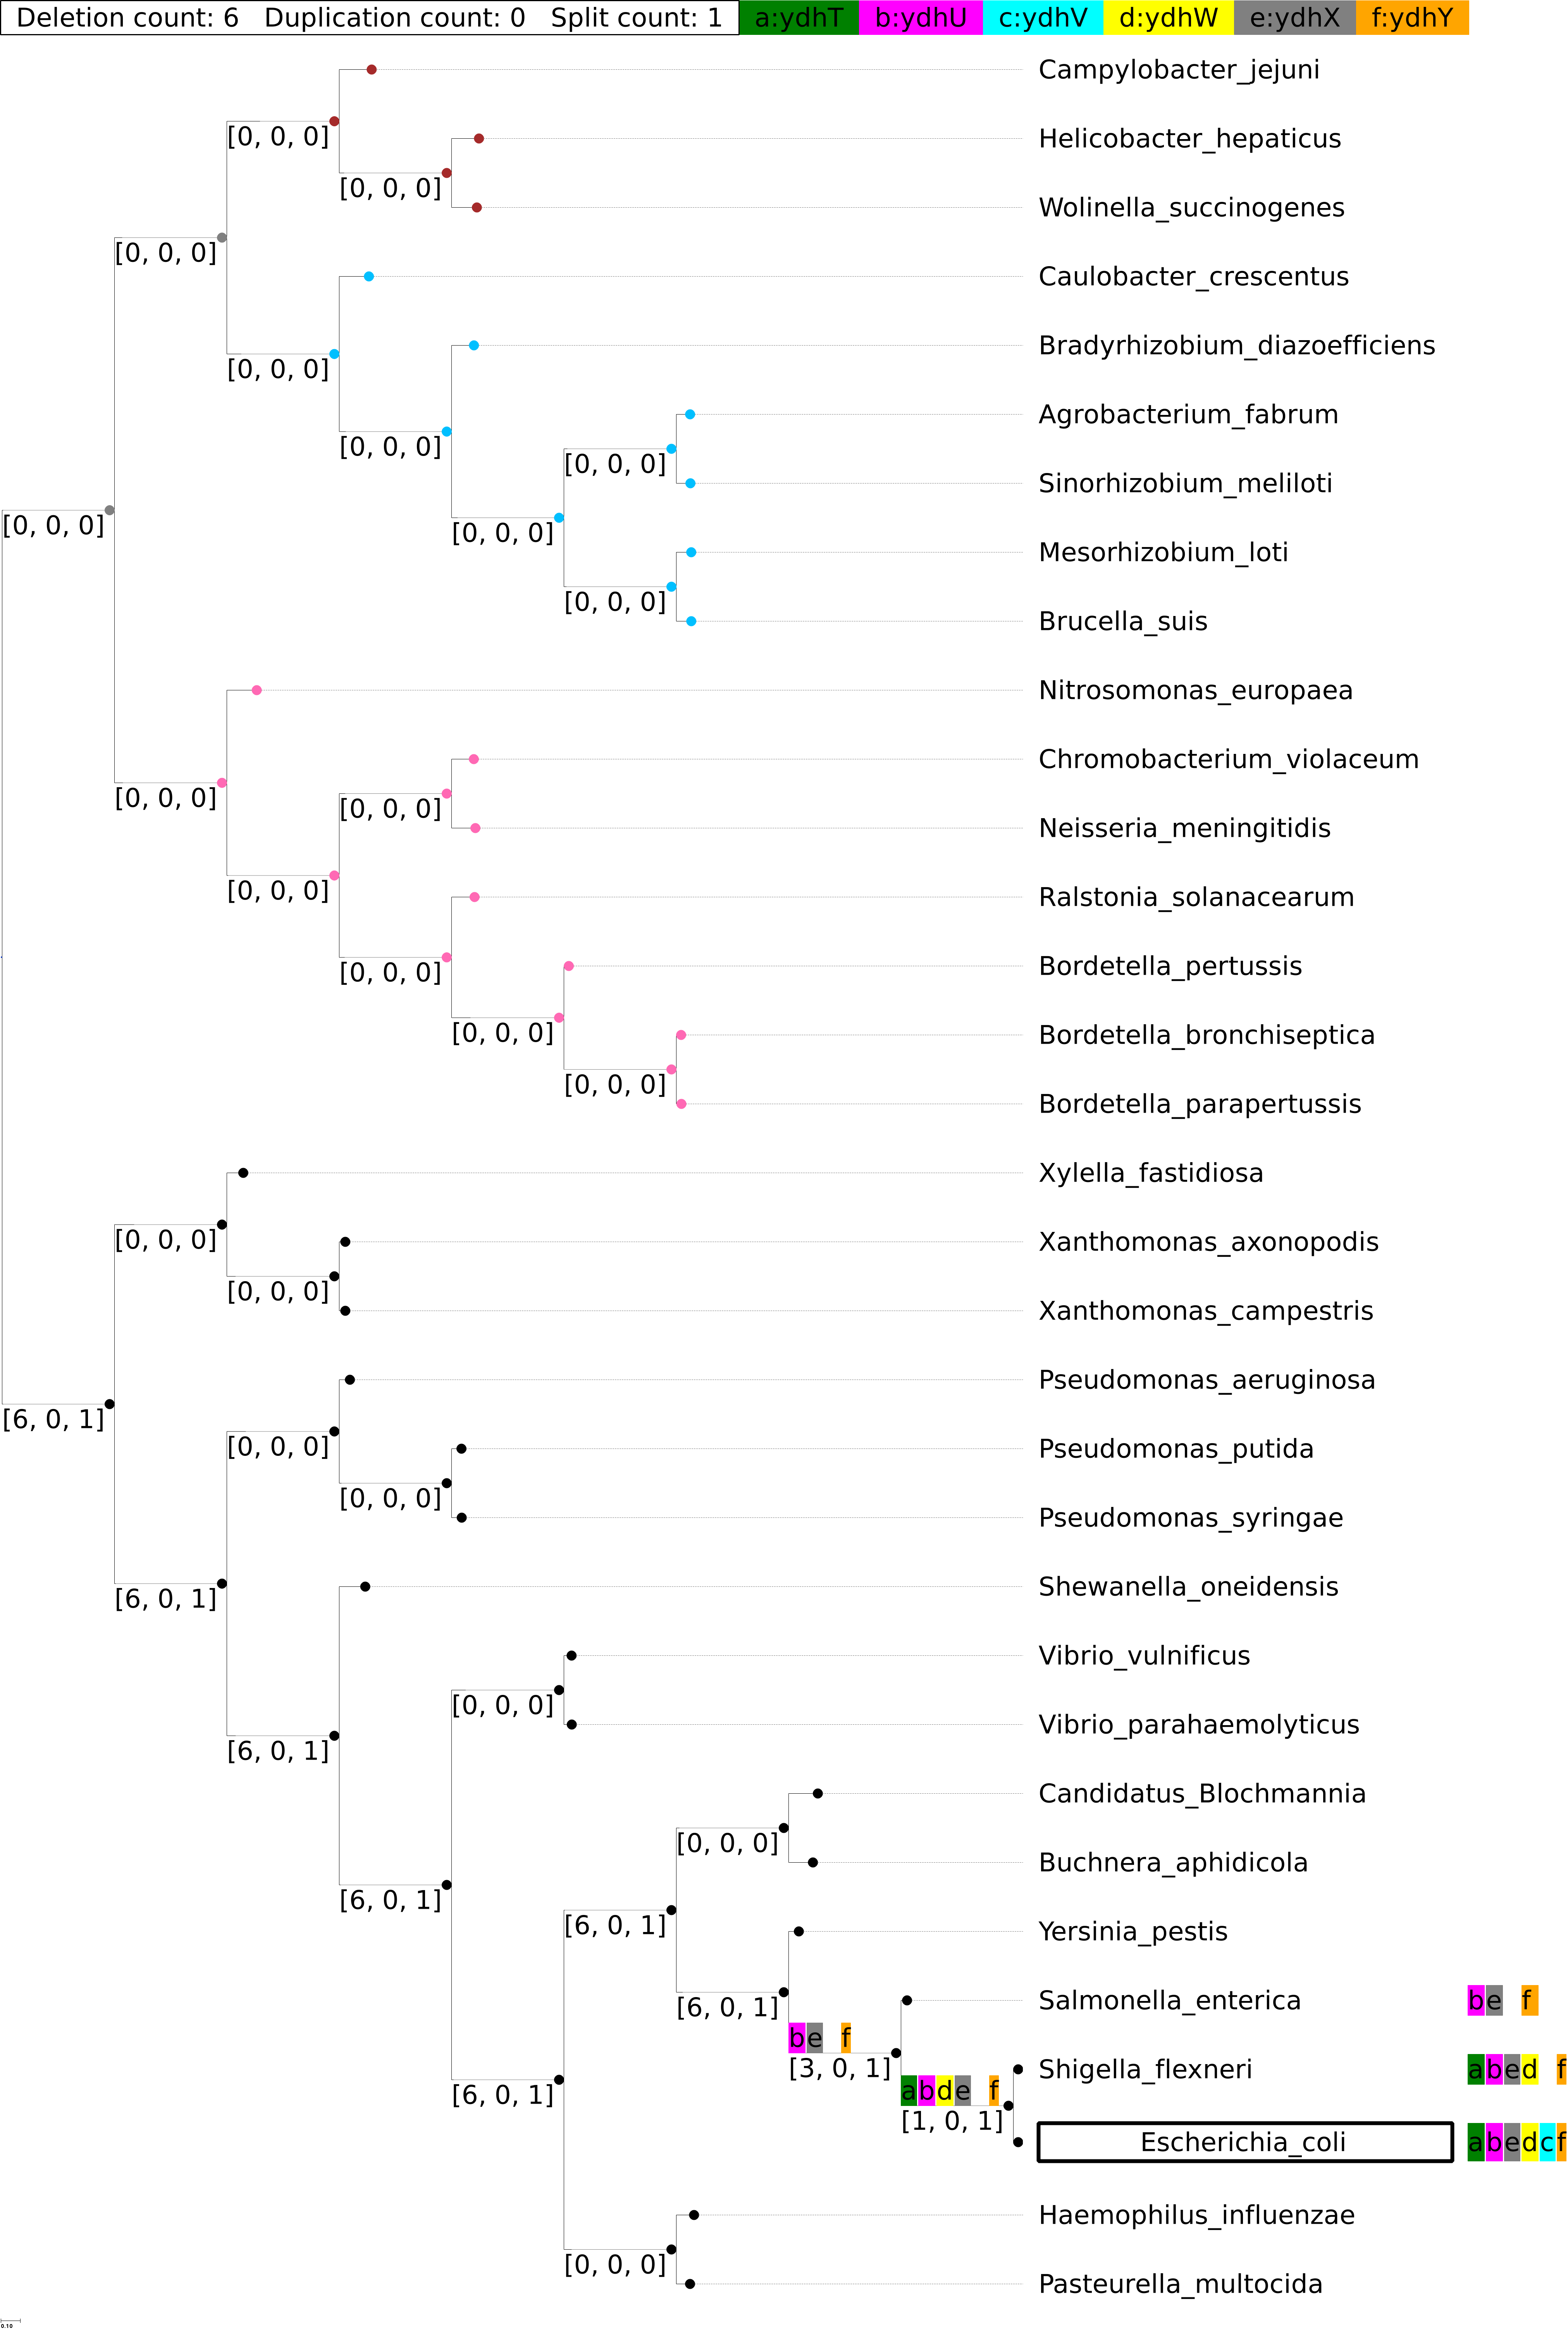 Deletion count: 6 Duplication count: 0 Split count: 1 a:ydhT b:ydhU c:ydhV d:ydhW e:ydhX f:ydhY
Campylobacter_jejuni
[0, 0, 0]
Helicobacter_hepaticus
[0, 0, 0]
Wolinella_succinogenes
[0, 0, 0]
Caulobacter_crescentus
Bradyrhizobium_diazoefficiens
[0, 0, 0]
Agrobacterium_fabrum
[0, 0, 0]
[0, 0, 0]
Sinorhizobium_meliloti
[0, 0, 0]
[0, 0, 0]
Mesorhizobium_loti
[0, 0, 0]
Brucella_suis
Nitrosomonas_europaea
Chromobacterium_violaceum
[0, 0, 0]
[0, 0, 0]
Neisseria_meningitidis
[0, 0, 0]
Ralstonia_solanacearum
Bordetella_pertussis
[0, 0, 0]
Bordetella_bronchiseptica
[0, 0, 0]
[0, 0, 0]
Bordetella_parapertussis
Xylella_fastidiosa
[0, 0, 0]
Xanthomonas_axonopodis
[0, 0, 0]
Xanthomonas_campestris
Pseudomonas_aeruginosa
[6, 0, 1]
[0, 0, 0]
Pseudomonas_putida
[0, 0, 0]
Pseudomonas_syringae
Shewanella_oneidensis
[6, 0, 1]
Vibrio_vulnificus
[0, 0, 0]
Vibrio_parahaemolyticus
[6, 0, 1]
Candidatus_Blochmannia
[0, 0, 0]
Buchnera_aphidicola
[6, 0, 1]
[6, 0, 1]
Yersinia_pestis
Salmonella_enterica b e f
[6, 0, 1]
b e f
[3, 0, 1]
Shigella_flexneri a b e d f
a b d e f
[6, 0, 1]
[1, 0, 1]
Escherichia_coli a b e d c f
Haemophilus_influenzae
[0, 0, 0]
Pasteurella_multocida
0.10